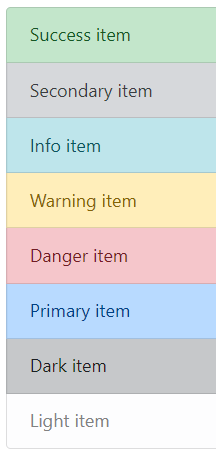 Success item
Secondary item
Info item
Warning item
Danger item
Primary item
Dark item
Light item